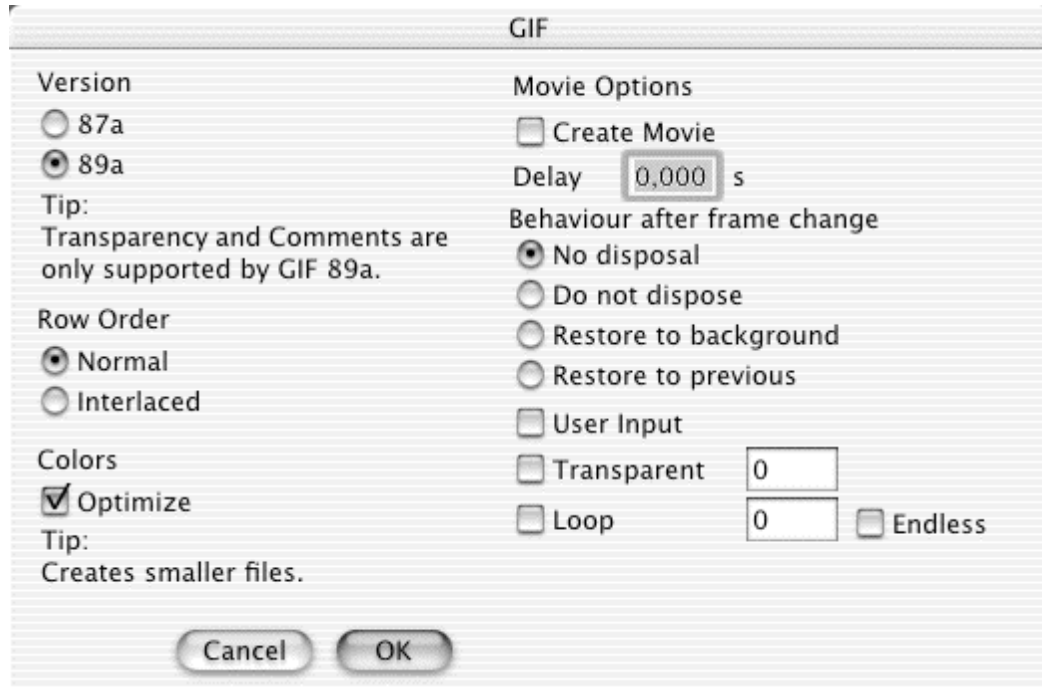 GIF
Version
87a
89a
Tip:
Transparency and Comments are
only supported by GIF 89a.
Row Order
Normal
Interlaced
Colors
Optimize
Tip:
Creates smaller files.
Cancel OK
Movie Options
Create Movie
Delay 0,000 s
Behaviour after frame change
No disposal
Do not dispose
Restore to background
Restore to previous
User Input
Transparent 0
Loop 0 Endless